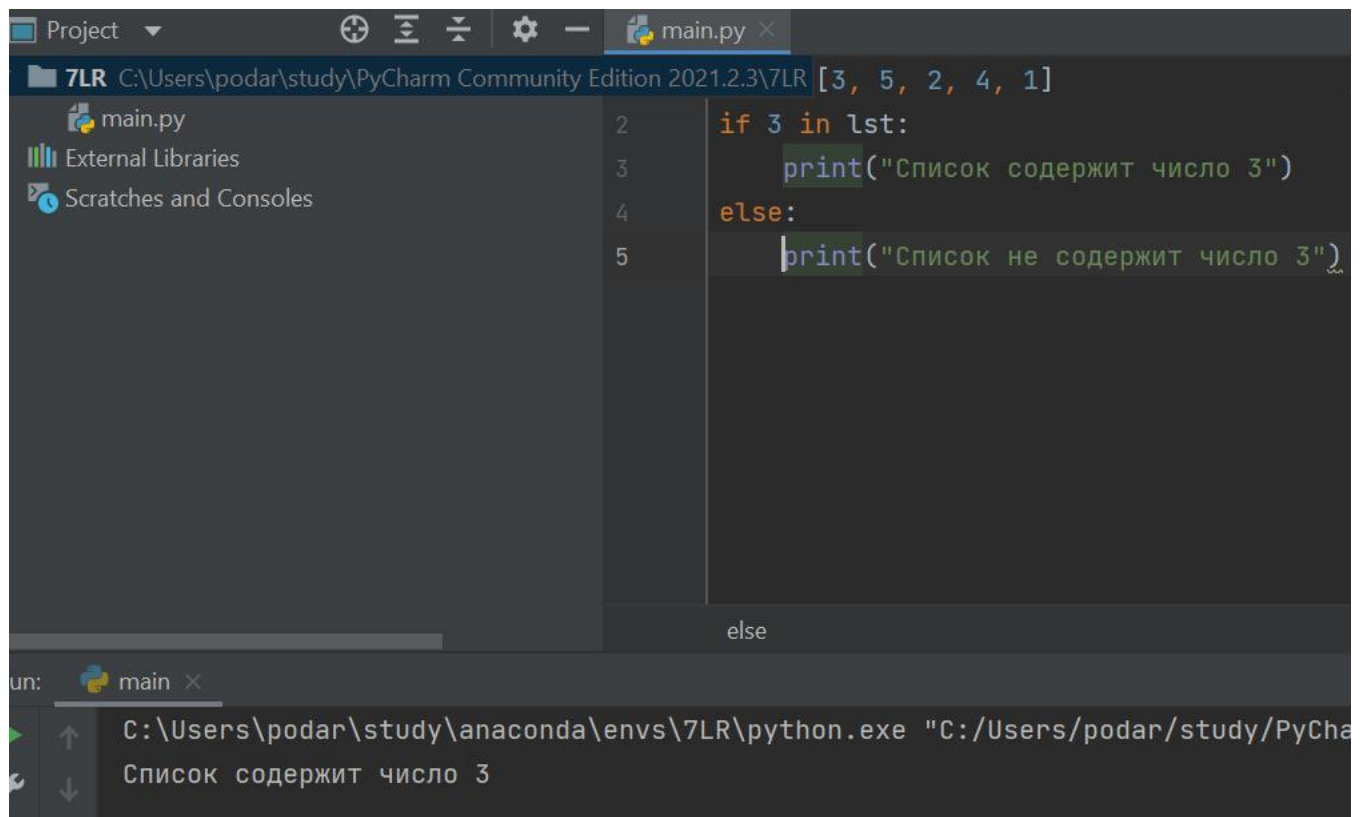 Project
main.py
7LR C:\Users\podar\study\PyCharm Community Edition 2021.2.3\7LR [3, 5, 2, 4, 1]
main.py
External Libraries
Scratches and Consoles
2 if 3 in lst:
3 print("Список содержит число 3")
4 else:
5 print("Список не содержит число 3")
else
un: main
C:\Users\podar\study\anaconda\envs\7LR\python.exe "C:/Users/podar/study/PyCha
Список содержит число 3